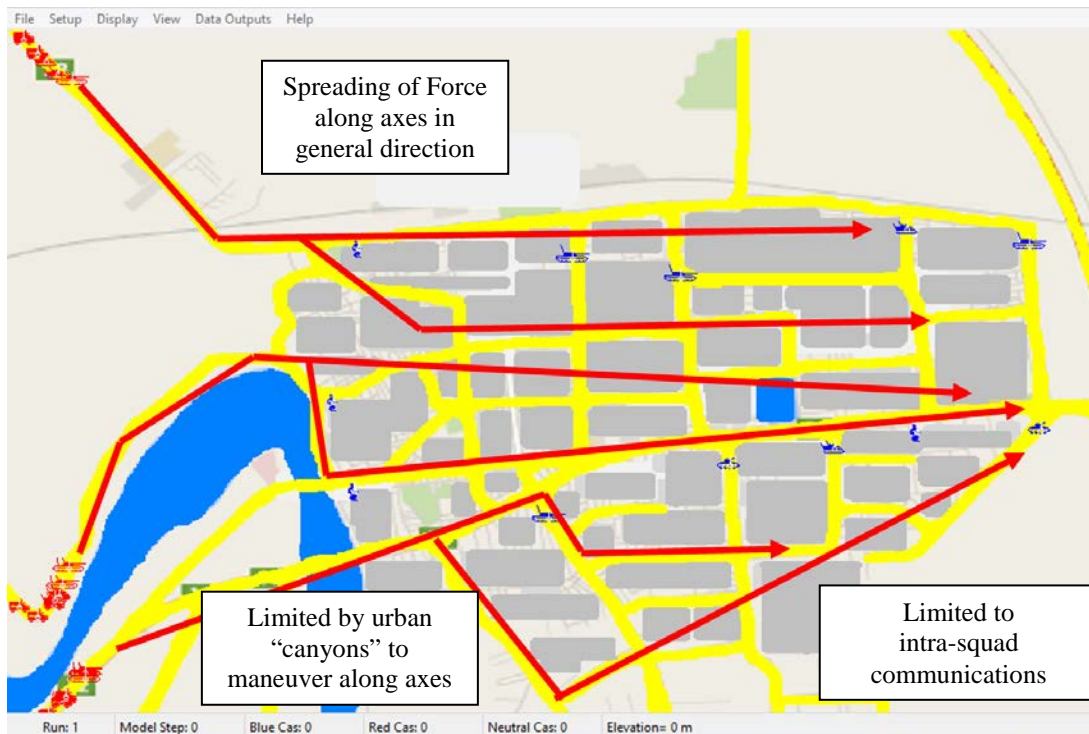 File Setup Display View Data Outputs Help
Spreading of Force
along axes in
general direction
Limited by urban
“canyons” to
maneuver along axes
Limited to
intra-squad
communications
Run: 1 Model Step: 0 Blue Cas: 0 Red Cas: 0 Neutral Cas: 0 Elevation= 0 m